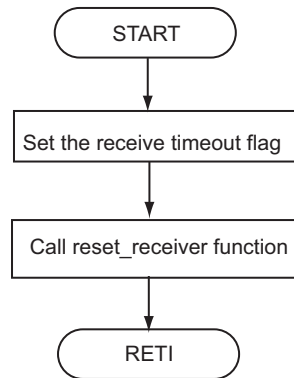 START
Set the receive timeout flag
Call reset_receiver function
RETI